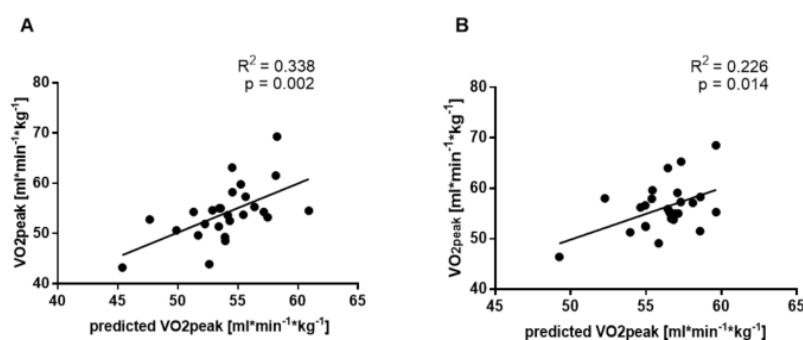 A
R² = 0.338
p = 0.002
VO2peak [ml*min⁻¹*kg⁻¹]
80
70
60
50
40
40 45 50 55 60 65
predicted VO2peak [ml*min⁻¹*kg⁻¹]
B
R² = 0.226
p = 0.014
VO2peak [ml*min⁻¹*kg⁻¹]
80
70
60
50
40
45 50 55 60 65
predicted VO2peak [ml*min⁻¹*kg⁻¹]